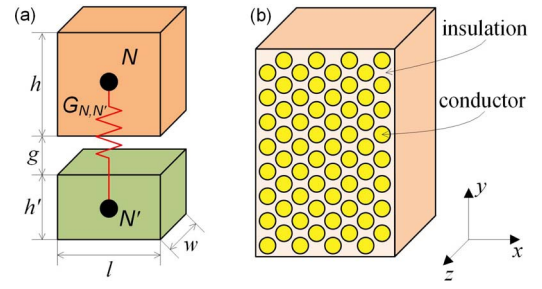 (a)
N
h
G_{N,N'}
g
h'
N'
w
l
(b)
insulation
conductor
y
x
z